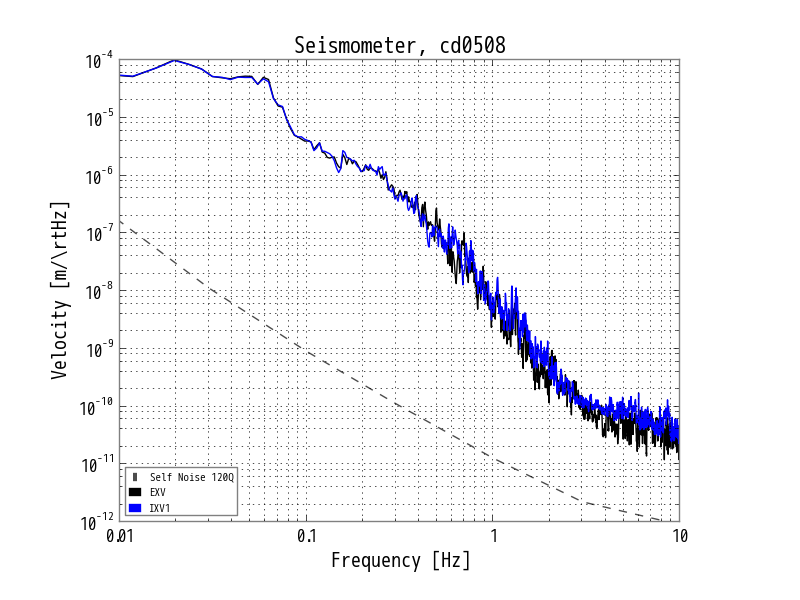 Seismometer, cd0508
10-4
10-5
10-6
10-7
10-8
10-9
10-10
10-11
10-12
Velocity [m/\rtHz]
Self Noise 120Q
EXV
IXV1
0.01
0.1
1
10
Frequency [Hz]